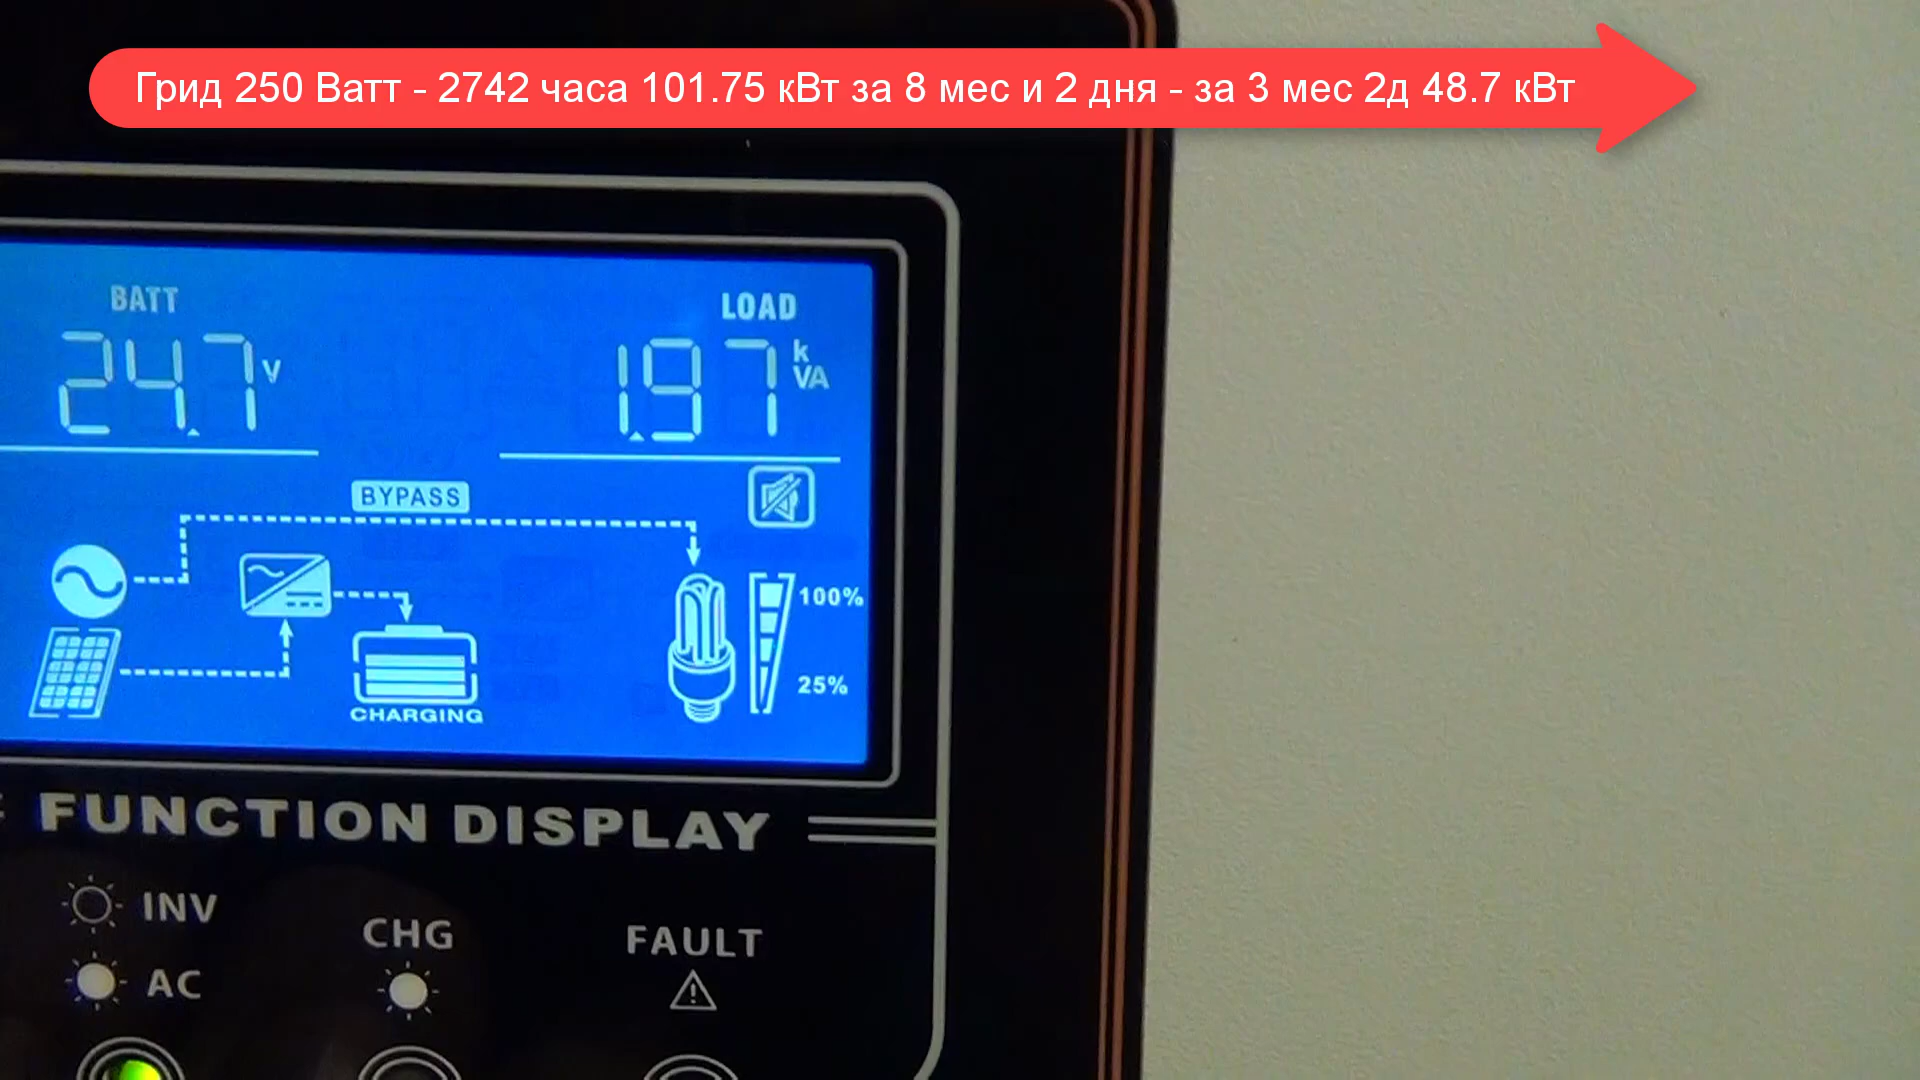 Грид 250 Ватт - 2742 часа 101.75 кВт за 8 мес и 2 дня - за 3 мес 2д 48.7 кВт
BATT LOAD
24.7 V 1.97 kVA
BYPASS
100%
25%
CHARGING
FUNCTION DISPLAY
INV
CHG
FAULT
AC